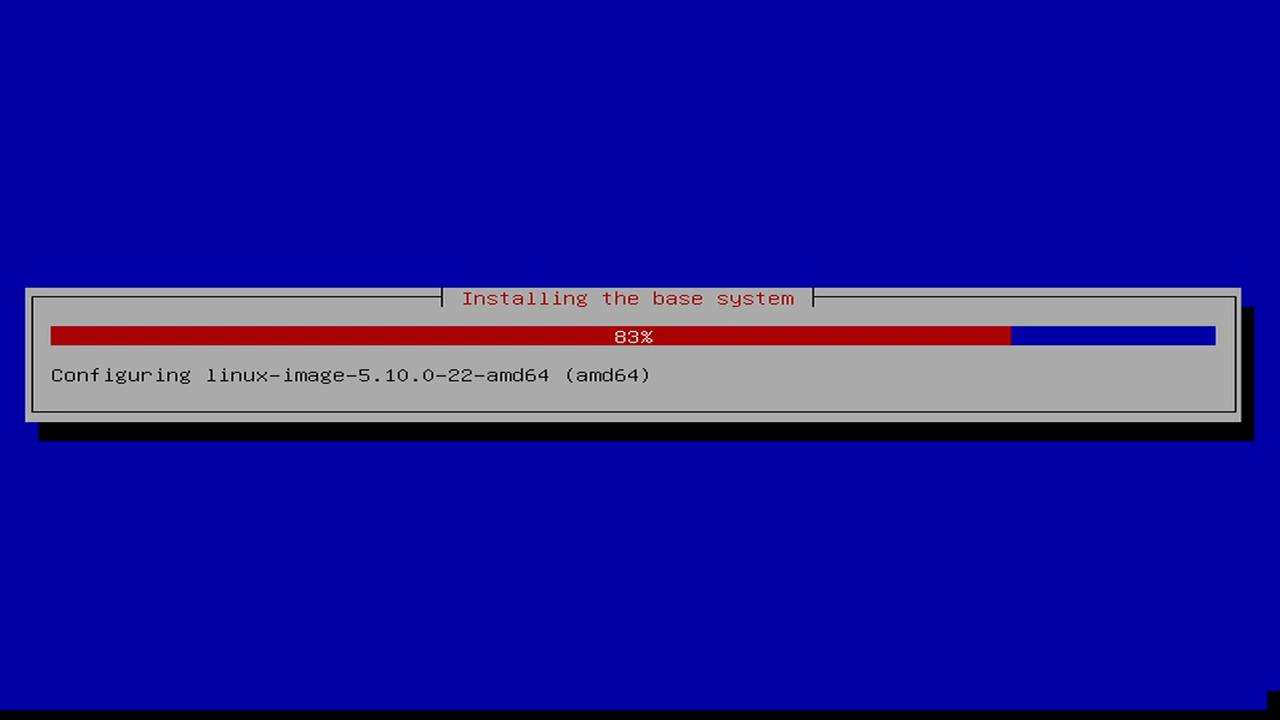 Installing the base system
83%
Configuring linux-image-5.10.0-22-amd64 (amd64)